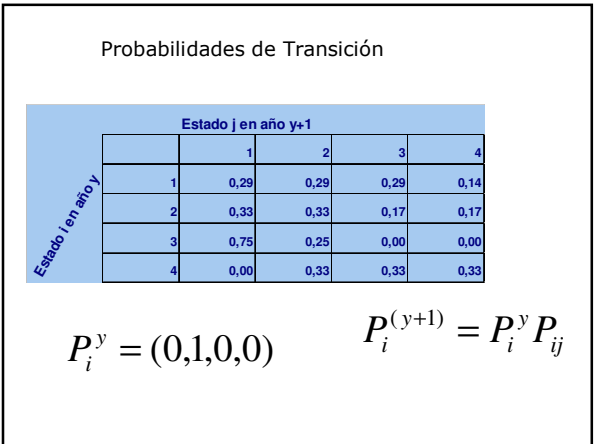 Probabilidades de Transición
Estado j en año y+1
1 2 3 4
Estado i en año y
1 0,29 0,29 0,29 0,14
2 0,33 0,33 0,17 0,17
3 0,75 0,25 0,00 0,00
4 0,00 0,33 0,33 0,33
P_i^y = (0,1,0,0)
P_i^{(y+1)} = P_i^y P_{ij}